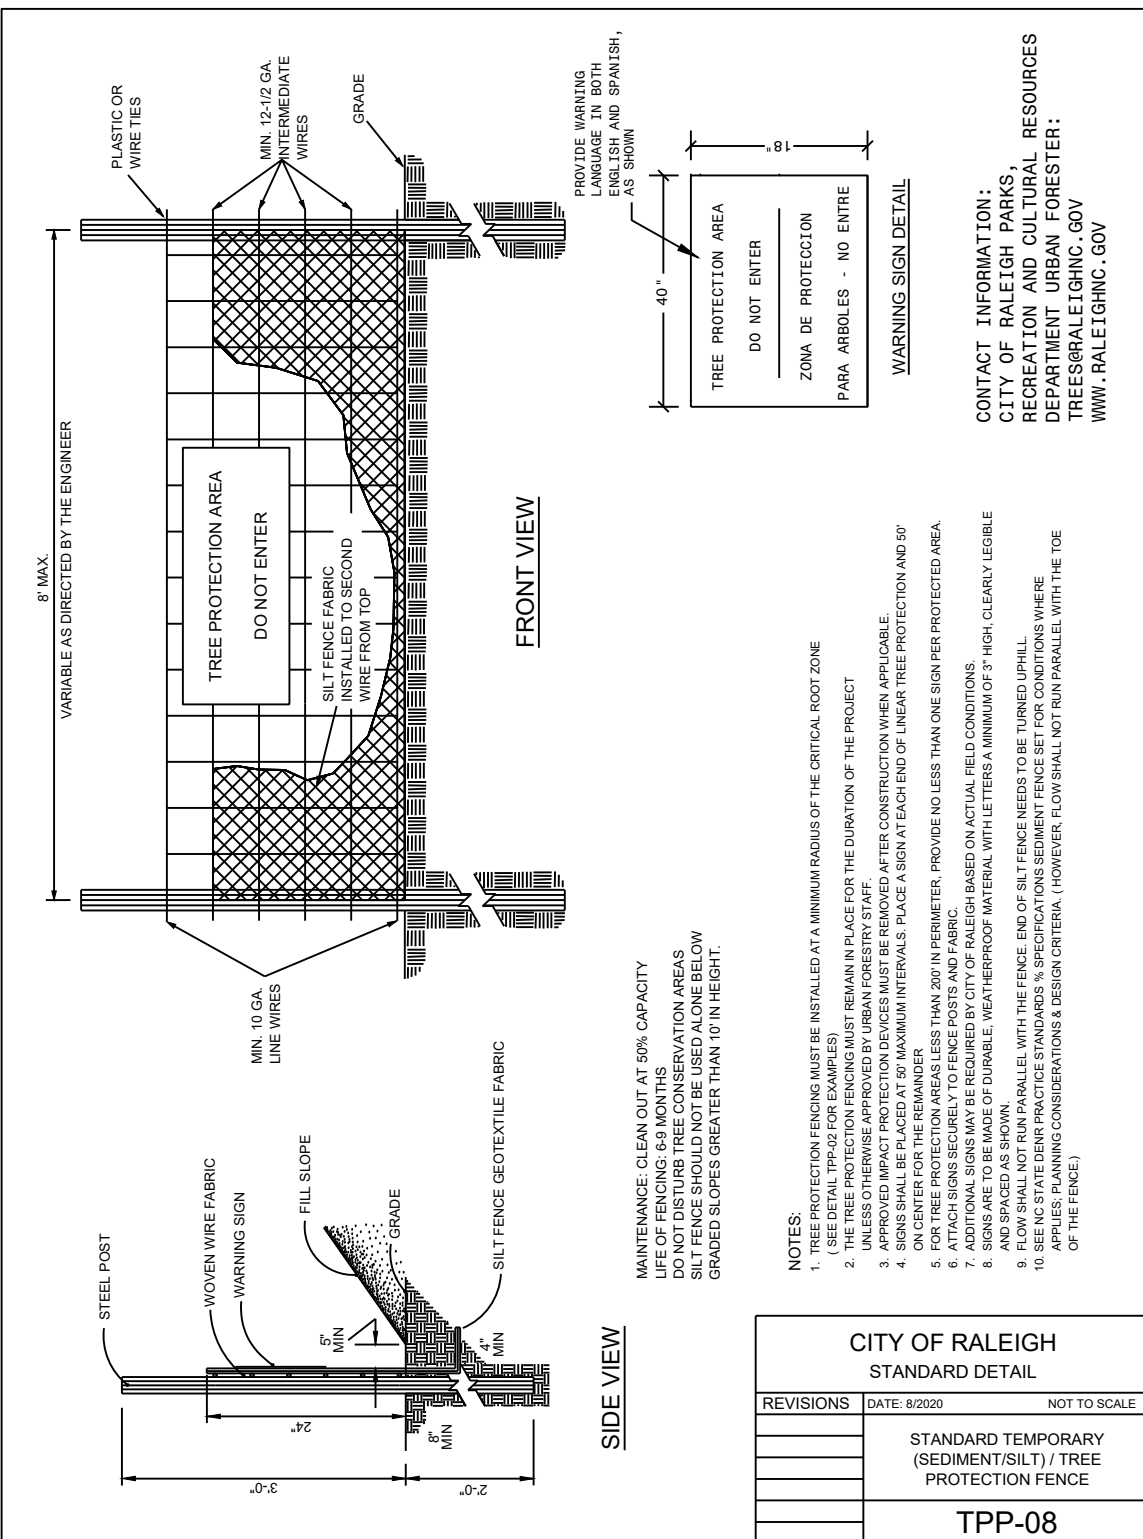 8' MAX.
VARIABLE AS DIRECTED BY THE ENGINEER
PLASTIC OR
WIRE TIES
MIN. 12-1/2 GA.
INTERMEDIATE
WIRES
GRADE
MIN. 10 GA.
LINE WIRES
TREE PROTECTION AREA
DO NOT ENTER
SILT FENCE FABRIC
INSTALLED TO SECOND
WIRE FROM TOP
FRONT VIEW
STEEL POST
WOVEN WIRE FABRIC
WARNING SIGN
FILL SLOPE
GRADE
SILT FENCE GEOTEXTILE FABRIC
5"
MIN
4"
MIN
8"
MIN
24"
3'-0"
2'-0"
SIDE VIEW
PROVIDE WARNING
LANGUAGE IN BOTH
ENGLISH AND SPANISH,
AS SHOWN
40"
18"
TREE PROTECTION AREA
DO NOT ENTER
ZONA DE PROTECCION
PARA ARBOLES - NO ENTRE
WARNING SIGN DETAIL
CONTACT INFORMATION:
CITY OF RALEIGH PARKS,
RECREATION AND CULTURAL RESOURCES
DEPARTMENT URBAN FORESTER:
TREES@RALEIGHNC.GOV
WWW.RALEIGHNC.GOV
MAINTENANCE: CLEAN OUT AT 50% CAPACITY
LIFE OF FENCING: 6-9 MONTHS
DO NOT DISTURB TREE CONSERVATION AREAS
SILT FENCE SHOULD NOT BE USED ALONE BELOW
GRADED SLOPES GREATER THAN 10' IN HEIGHT.
NOTES:
1. TREE PROTECTION FENCING MUST BE INSTALLED AT A MINIMUM RADIUS OF THE CRITICAL ROOT ZONE
( SEE DETAIL TPP-02 FOR EXAMPLES)
2. THE TREE PROTECTION FENCING MUST REMAIN IN PLACE FOR THE DURATION OF THE PROJECT
UNLESS OTHERWISE APPROVED BY URBAN FORESTRY STAFF.
3. APPROVED IMPACT PROTECTION DEVICES MUST BE REMOVED AFTER CONSTRUCTION WHEN APPLICABLE.
4. SIGNS SHALL BE PLACED AT 50' MAXIMUM INTERVALS. PLACE A SIGN AT EACH END OF LINEAR TREE PROTECTION AND 50'
ON CENTER FOR THE REMAINDER
5. FOR TREE PROTECTION AREAS LESS THAN 200' IN PERIMETER, PROVIDE NO LESS THAN ONE SIGN PER PROTECTED AREA.
6. ATTACH SIGNS SECURELY TO FENCE POSTS AND FABRIC.
7. ADDITIONAL SIGNS MAY BE REQUIRED BY CITY OF RALEIGH BASED ON ACTUAL FIELD CONDITIONS.
8. SIGNS ARE TO BE MADE OF DURABLE, WEATHERPROOF MATERIAL WITH LETTERS A MINIMUM OF 3" HIGH, CLEARLY LEGIBLE
AND SPACED AS SHOWN.
9. FLOW SHALL NOT RUN PARALLEL WITH THE FENCE. END OF SILT FENCE NEEDS TO BE TURNED UPHILL.
10. SEE NC STATE DENR PRACTICE STANDARDS % SPECIFICATIONS SEDIMENT FENCE SET FOR CONDITIONS WHERE
APPLIES; PLANNING CONSIDERATIONS & DESIGN CRITERIA. ( HOWEVER, FLOW SHALL NOT RUN PARALLEL WITH THE TOE
OF THE FENCE.)
CITY OF RALEIGH
STANDARD DETAIL
REVISIONS
DATE: 8/2020
NOT TO SCALE
STANDARD TEMPORARY
(SEDIMENT/SILT) / TREE
PROTECTION FENCE
TPP-08